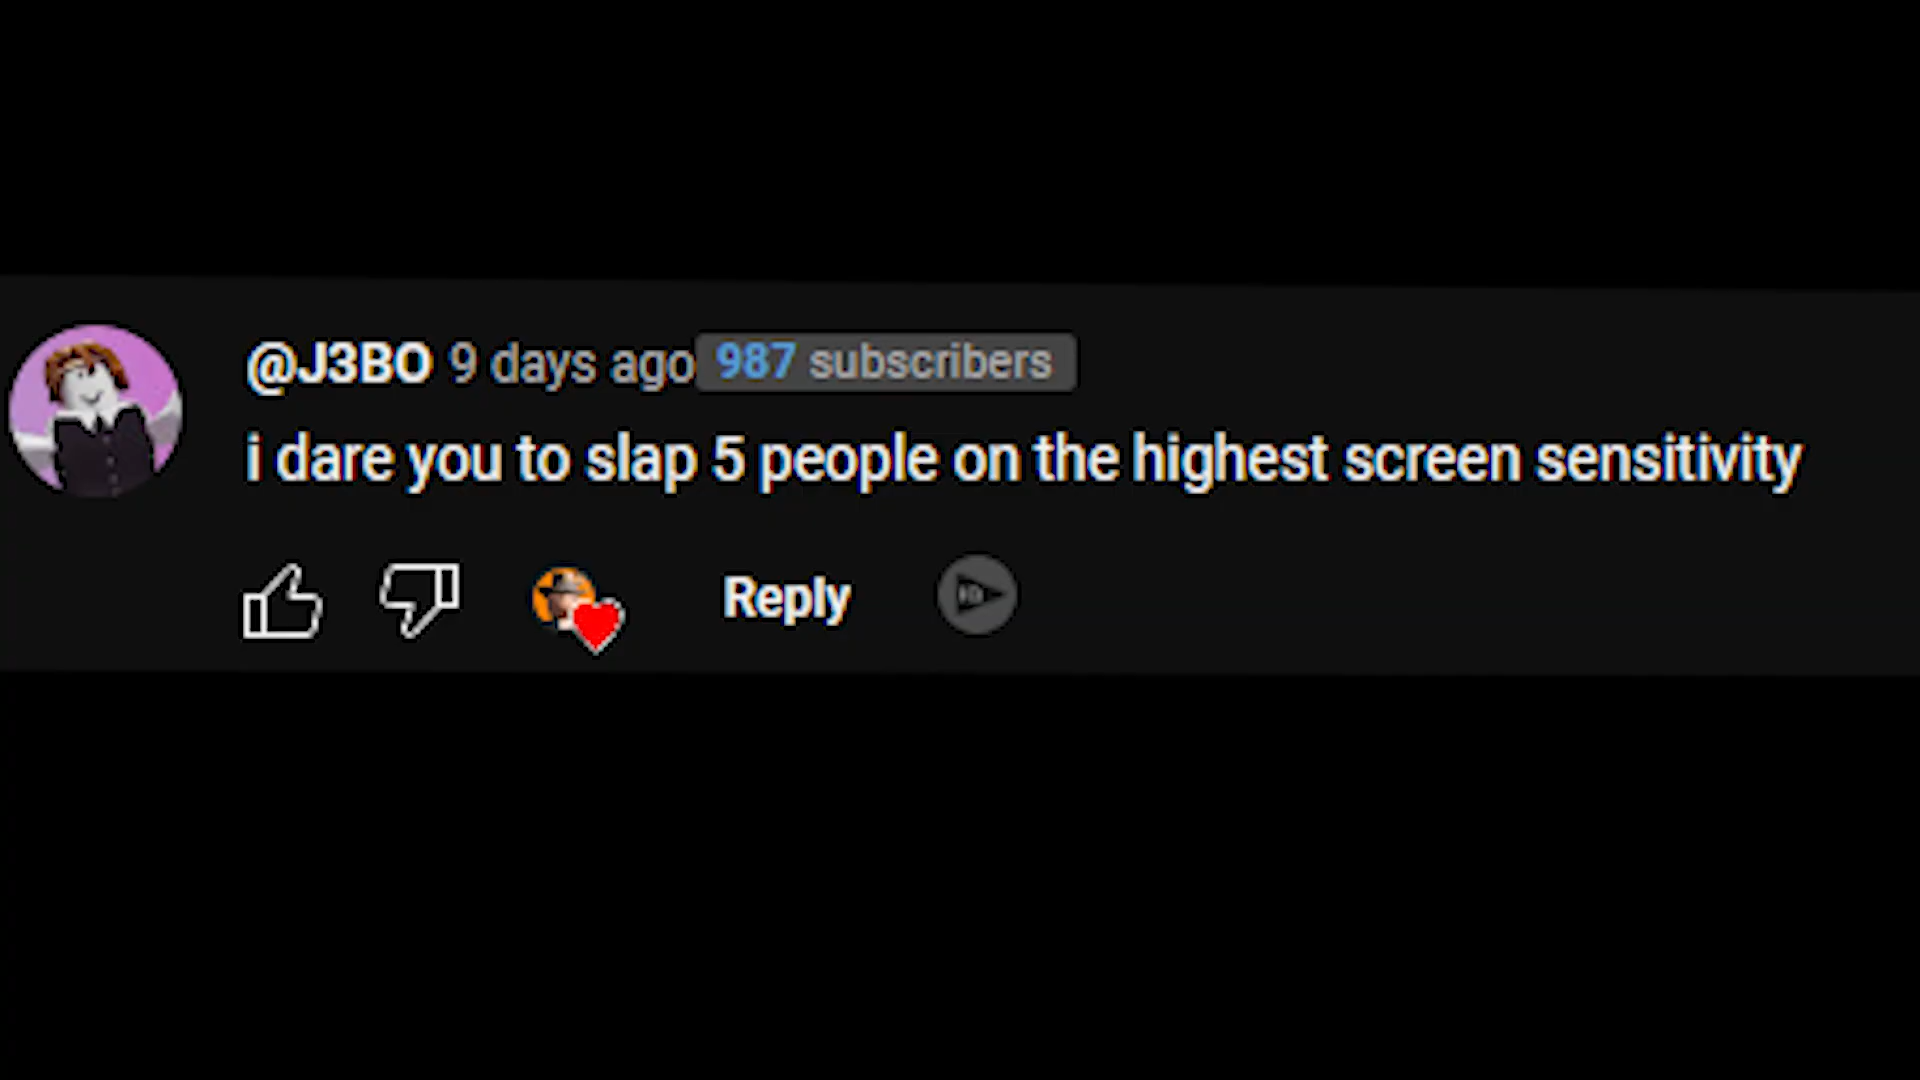 @J3BO 9 days ago 987 subscribers
i dare you to slap 5 people on the highest screen sensitivity
Reply